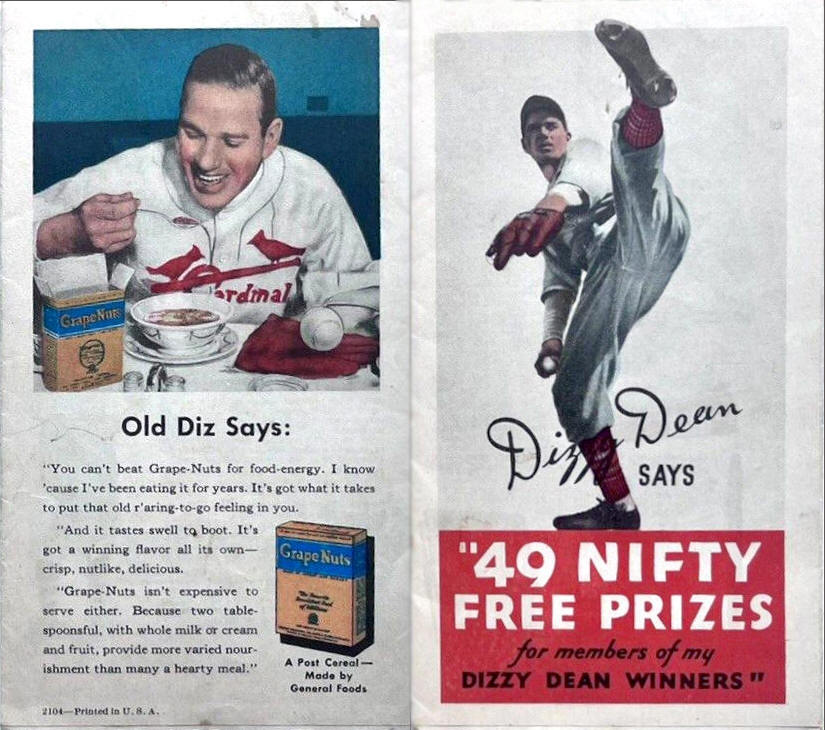 Cardinal
Grape-Nuts
Old Diz Says:
"You can't beat Grape-Nuts for food-energy. I know
'cause I've been eating it for years. It's got what it takes
to put that old r'aring-to-go feeling in you.
"And it tastes swell to boot. It's
got a winning flavor all its own—
crisp, nutlike, delicious.
"Grape-Nuts isn't expensive to
serve either. Because two table-
spoonsful, with whole milk or cream
and fruit, provide more varied nour-
ishment than many a hearty meal."
Grape-Nuts
A Post Cereal—
Made by
General Foods
2104—Printed in U. S. A.
Dizzy Dean
SAYS
"49 NIFTY
FREE PRIZES
for members of my
DIZZY DEAN WINNERS"